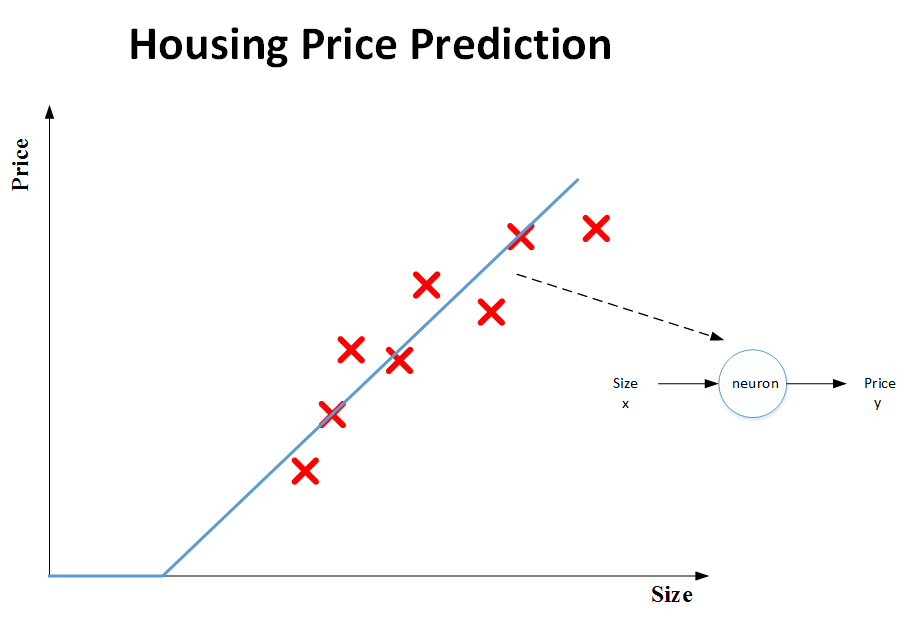 Housing Price Prediction
Price
Size
x
neuron
Price
y
Size